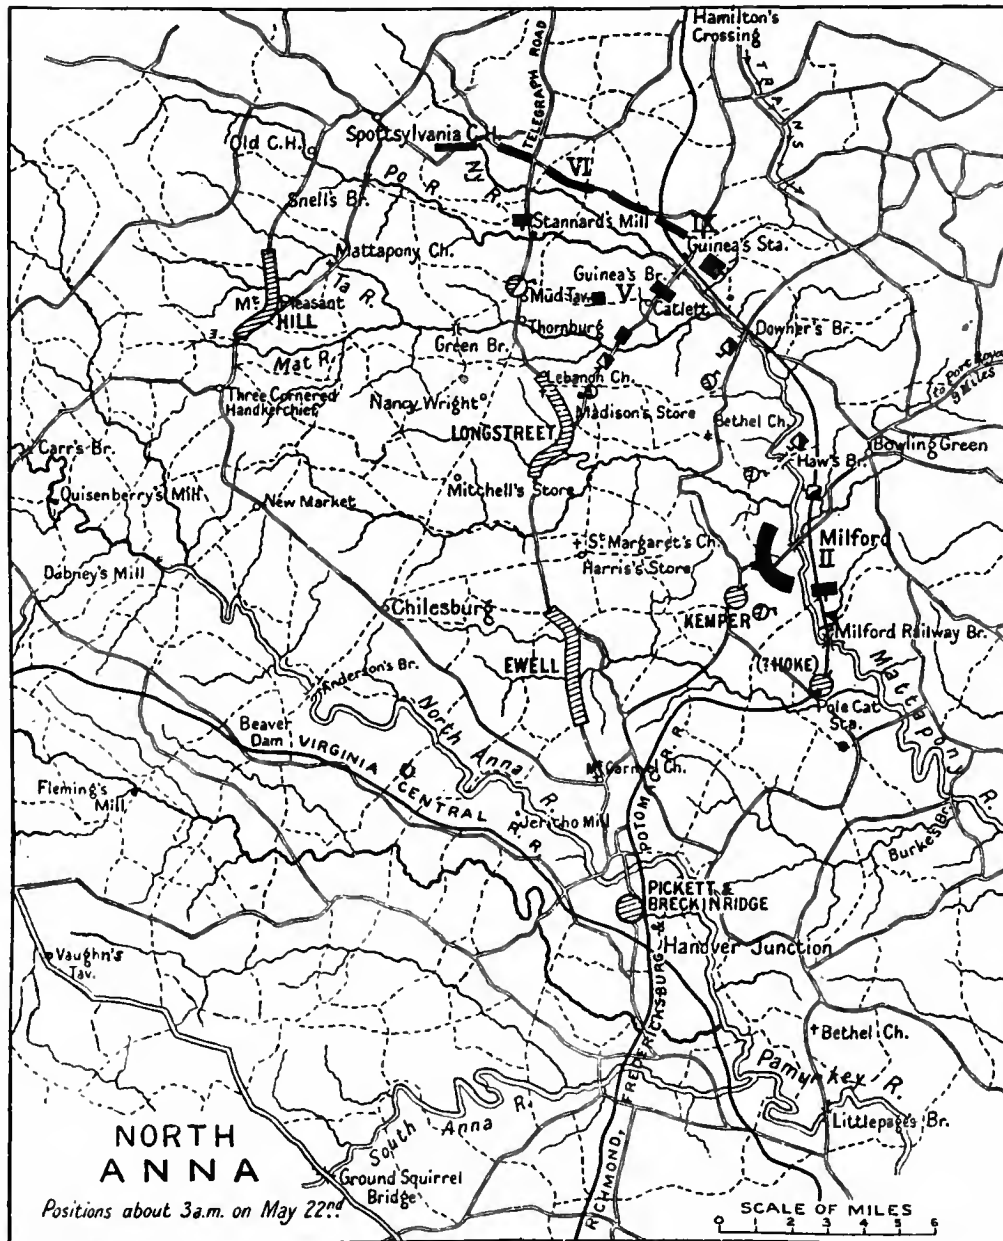 Hamilton's
Crossing
TRAINS
TELEGRAPH ROAD
Spottsylvania C.H.
Old C.H.
Ny
VI
Po R.
R.
Snell's Br.
Stannard's Mill
IX
Guinea's Sta.
Mattapony Ch.
Guinea's Br.
Ta R.
Mt Pleasant
HILL
Mud Tav.
V
Catlett
Thornburg
Downer's Br.
Green Br.
Mat R.
to Port Royal
9 Miles
Lebanon Ch.
Three Cornered
Handkerchief
Nancy Wright
Madison's Store
LONGSTREET
Bethel Ch.
Bowling Green
Carr's Br.
Haw's Br.
Quisenberry's Mill
Mitchell's Store
New Market
Milford
II
St. Margaret's Ch.
Harris's Store
Dabney's Mill
Chilesburg
KEMPER
Milford Railway Br.
EWELL
(? HOKE)
Mattapony R.
Anderson's Br.
Pole Cat
Sta.
North Anna R.
Beaver
Dam
VIRGINIA CENTRAL R R
Mt Carmel Ch.
Fleming's
Mill
Jericho Mill
Burke's Br.
PICKETT &
BRECKINRIDGE
Hanover Junction
Vaughn's
Tav.
RICHMOND, FREDERICKSBURG & POTOMAC R R
Bethel Ch.
Pamunkey R.
Littlepage's Br.
South Anna R.
NORTH
ANNA
Ground Squirrel
Bridge
Positions about 3 a.m. on May 22nd
SCALE OF MILES
0 2 4 6